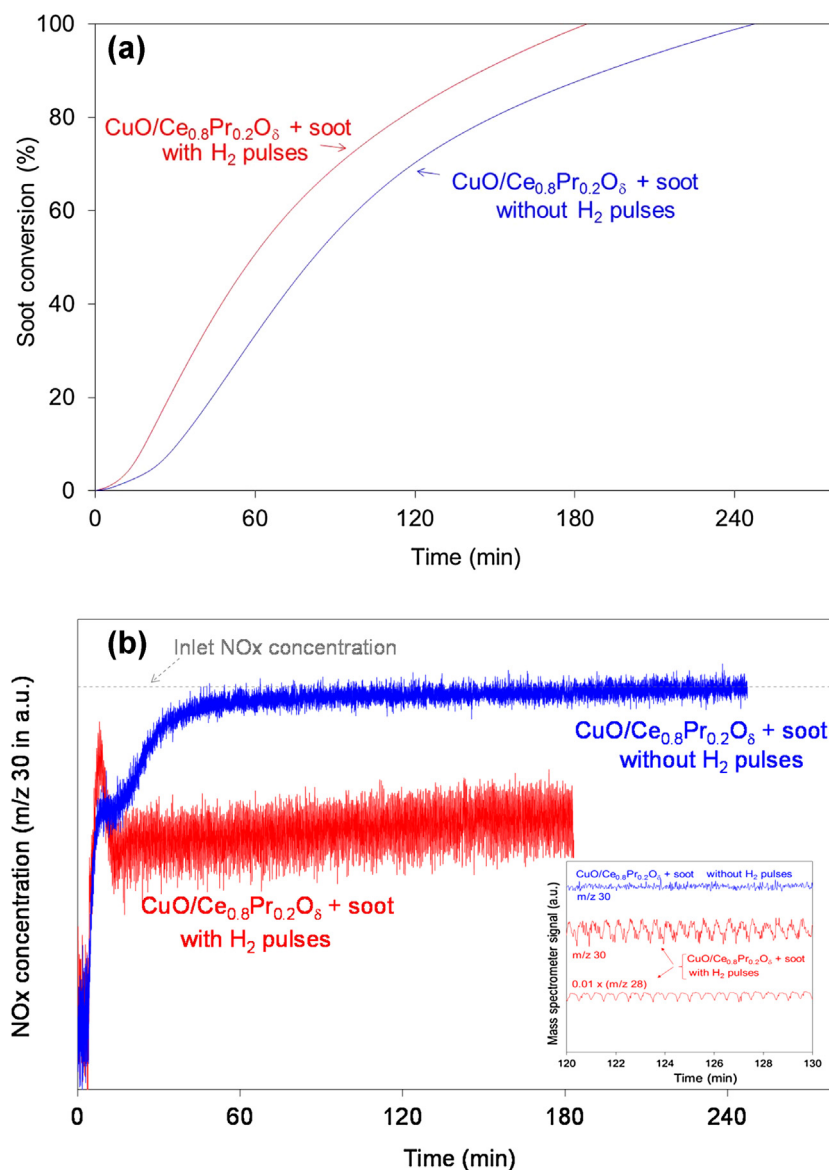 (a)
100
80
60
40
20
0
Soot conversion (%)
CuO/Ce₀.₈Pr₀.₂Oδ + soot
with H₂ pulses
CuO/Ce₀.₈Pr₀.₂Oδ + soot
without H₂ pulses
0 60 120 180 240
Time (min)
(b)
Inlet NOx concentration
NOx concentration (m/z 30 in a.u.)
CuO/Ce₀.₈Pr₀.₂Oδ + soot
without H₂ pulses
CuO/Ce₀.₈Pr₀.₂Oδ + soot
with H₂ pulses
Mass spectrometer signal (a.u.)
CuO/Ce₀.₈Pr₀.₂Oδ + soot without H₂ pulses
m/z 30
m/z 30
CuO/Ce₀.₈Pr₀.₂Oδ + soot
with H₂ pulses
0.01 x (m/z 28)
120 122 124 126 128 130
Time (min)
0 60 120 180 240
Time (min)